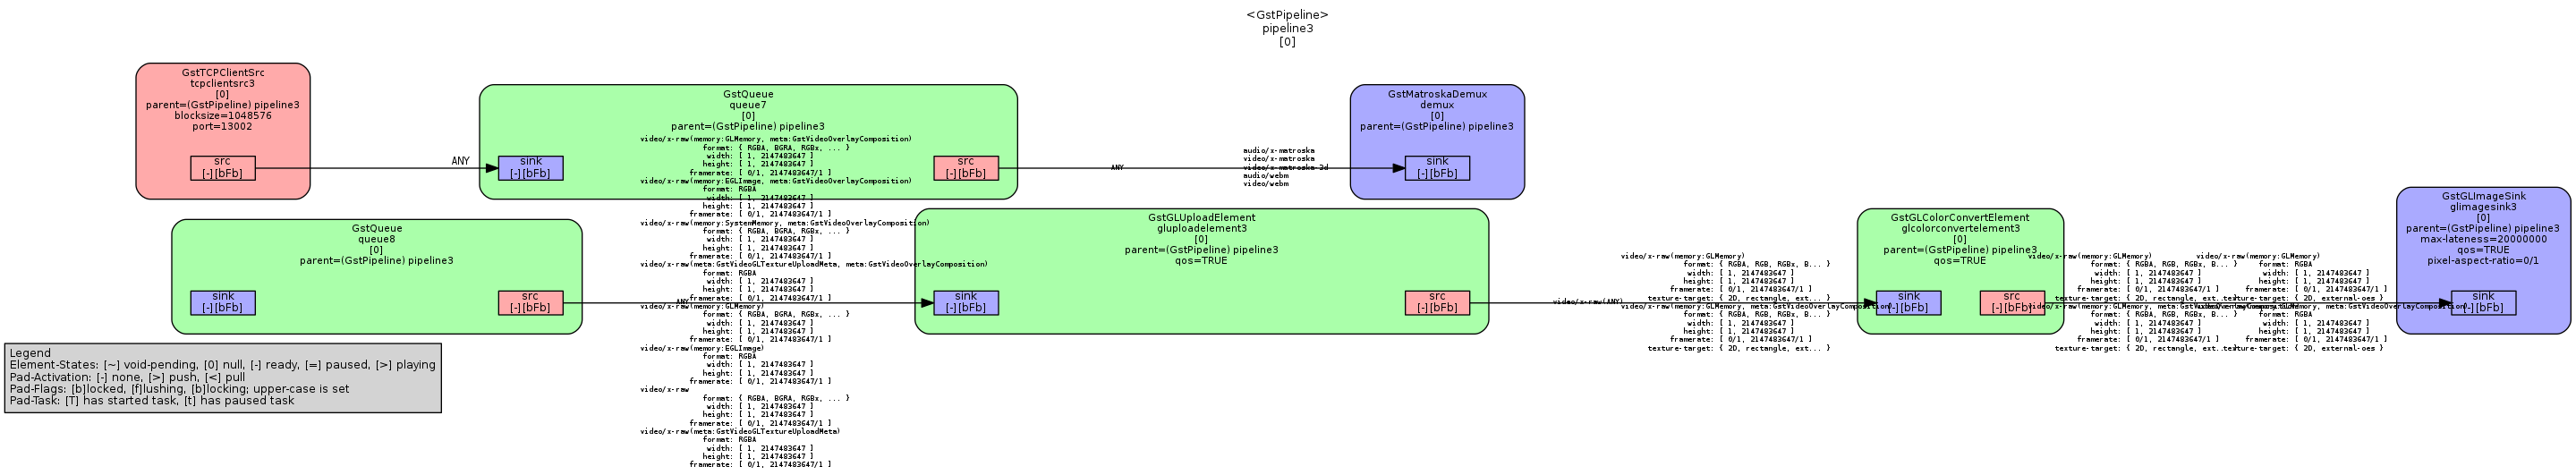 <GstPipeline>
pipeline3
[0]
GstTCPClientSrc
tcpclientsrc3
[0]
parent=(GstPipeline) pipeline3
blocksize=1048576
port=13002
src
[-][bFb]
ANY
GstQueue
queue7
[0]
parent=(GstPipeline) pipeline3
sink
[-][bFb]
src
[-][bFb]
ANY
audio/x-matroska
video/x-matroska
video/x-matroska-3d
audio/webm
video/webm
GstMatroskaDemux
demux
[0]
parent=(GstPipeline) pipeline3
sink
[-][bFb]
GstQueue
queue8
[0]
parent=(GstPipeline) pipeline3
sink
[-][bFb]
src
[-][bFb]
ANY
video/x-raw(memory:GLMemory, meta:GstVideoOverlayComposition)
format: { RGBA, BGRA, RGBx, ... }
width: [ 1, 2147483647 ]
height: [ 1, 2147483647 ]
framerate: [ 0/1, 2147483647/1 ]
video/x-raw(memory:EGLImage, meta:GstVideoOverlayComposition)
format: RGBA
width: [ 1, 2147483647 ]
height: [ 1, 2147483647 ]
framerate: [ 0/1, 2147483647/1 ]
video/x-raw(memory:SystemMemory, meta:GstVideoOverlayComposition)
format: { RGBA, BGRA, RGBx, ... }
width: [ 1, 2147483647 ]
height: [ 1, 2147483647 ]
framerate: [ 0/1, 2147483647/1 ]
video/x-raw(meta:GstVideoGLTextureUploadMeta, meta:GstVideoOverlayComposition)
format: RGBA
width: [ 1, 2147483647 ]
height: [ 1, 2147483647 ]
framerate: [ 0/1, 2147483647/1 ]
video/x-raw(memory:GLMemory)
format: { RGBA, BGRA, RGBx, ... }
width: [ 1, 2147483647 ]
height: [ 1, 2147483647 ]
framerate: [ 0/1, 2147483647/1 ]
video/x-raw(memory:EGLImage)
format: RGBA
width: [ 1, 2147483647 ]
height: [ 1, 2147483647 ]
framerate: [ 0/1, 2147483647/1 ]
video/x-raw
format: { RGBA, BGRA, RGBx, ... }
width: [ 1, 2147483647 ]
height: [ 1, 2147483647 ]
framerate: [ 0/1, 2147483647/1 ]
video/x-raw(meta:GstVideoGLTextureUploadMeta)
format: RGBA
width: [ 1, 2147483647 ]
height: [ 1, 2147483647 ]
framerate: [ 0/1, 2147483647/1 ]
GstGLUploadElement
gluploadelement3
[0]
parent=(GstPipeline) pipeline3
qos=TRUE
sink
[-][bFb]
src
[-][bFb]
video/x-raw(ANY)
video/x-raw(memory:GLMemory)
format: { RGBA, RGB, RGBx, B... }
width: [ 1, 2147483647 ]
height: [ 1, 2147483647 ]
framerate: [ 0/1, 2147483647/1 ]
texture-target: { 2D, rectangle, ext... }
video/x-raw(memory:GLMemory, meta:GstVideoOverlayComposition)
format: { RGBA, RGB, RGBx, B... }
width: [ 1, 2147483647 ]
height: [ 1, 2147483647 ]
framerate: [ 0/1, 2147483647/1 ]
texture-target: { 2D, rectangle, ext... }
GstGLColorConvertElement
glcolorconvertelement3
[0]
parent=(GstPipeline) pipeline3
qos=TRUE
sink
[-][bFb]
src
[-][bFb]
video/x-raw(memory:GLMemory)
format: { RGBA, RGB, RGBx, B... }
width: [ 1, 2147483647 ]
height: [ 1, 2147483647 ]
framerate: [ 0/1, 2147483647/1 ]
texture-target: { 2D, rectangle, ext...
video/x-raw(memory:GLMemory,
format: { RGBA, RGB, RGBx, B... }
width: [ 1, 2147483647 ]
height: [ 1, 2147483647 ]
framerate: [ 0/1, 2147483647/1 ]
texture-target: { 2D, rectangle, ext...
video/x-raw(memory:GLMemory)
format: RGBA
width: [ 1, 2147483647 ]
height: [ 1, 2147483647 ]
framerate: [ 0/1, 2147483647/1 ]
texture-target: { 2D, external-oes }
meta:GstVideoOverlayComposition)
format: RGBA
width: [ 1, 2147483647 ]
height: [ 1, 2147483647 ]
framerate: [ 0/1, 2147483647/1 ]
texture-target: { 2D, external-oes }
GstGLImageSink
glimagesink3
[0]
parent=(GstPipeline) pipeline3
max-lateness=20000000
qos=TRUE
pixel-aspect-ratio=0/1
sink
[-][bFb]
Legend
Element-States: [~] void-pending, [0] null, [-] ready, [=] paused, [>] playing
Pad-Activation: [-] none, [>] push, [<] pull
Pad-Flags: [b]locked, [f]lushing, [b]locking; upper-case is set
Pad-Task: [T] has started task, [t] has paused task